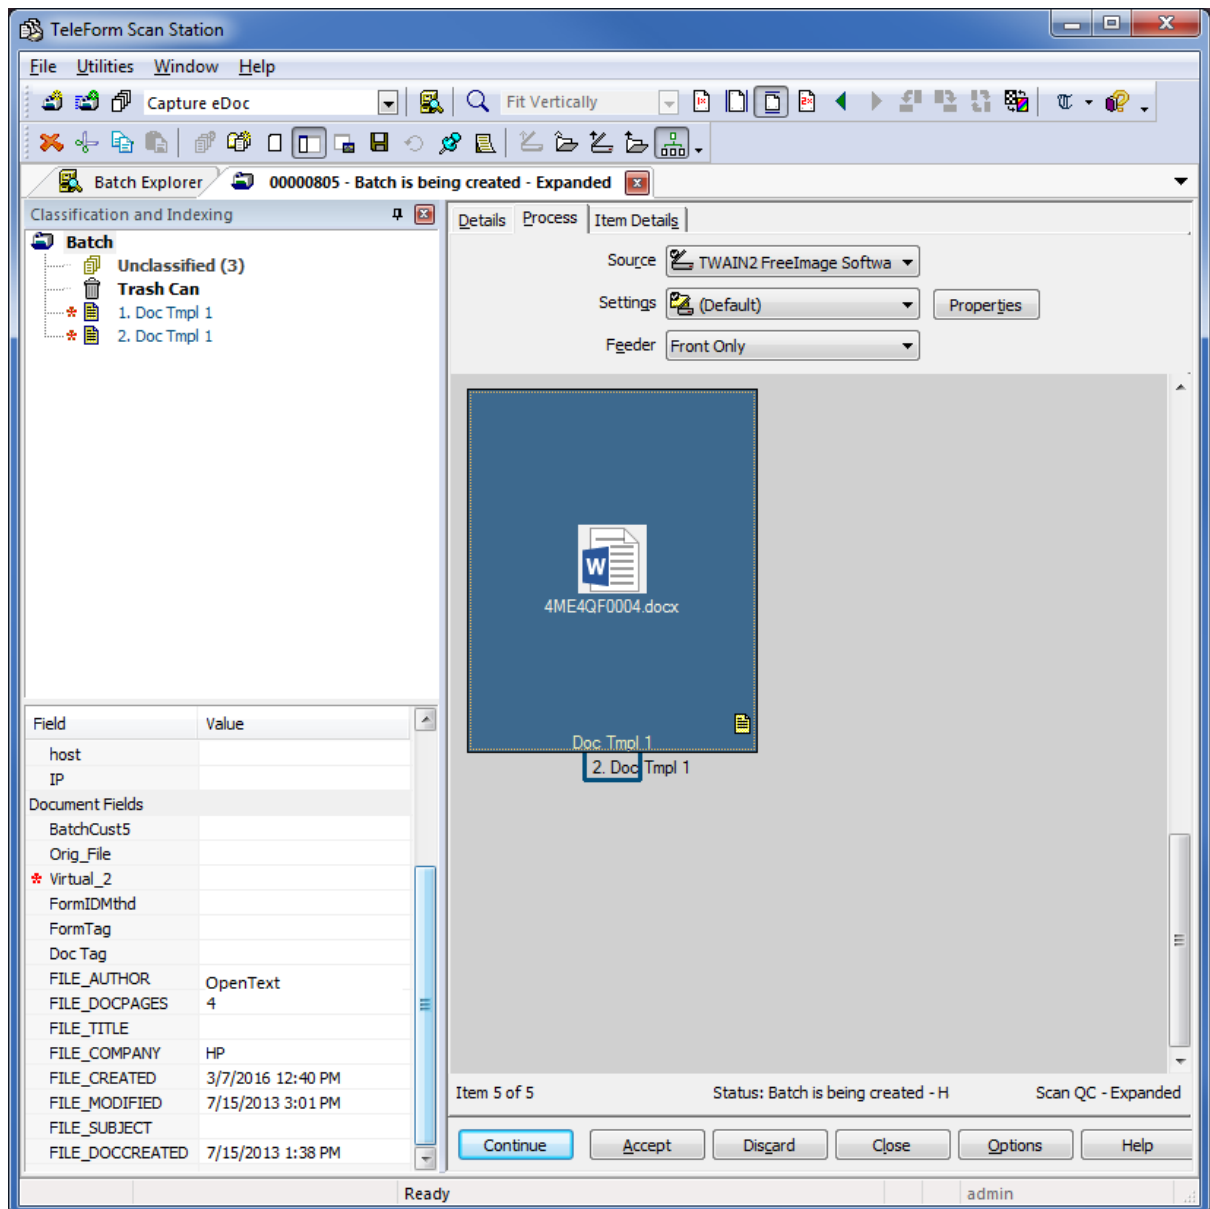 TeleForm Scan Station
File Utilities Window Help
Capture eDoc Fit Vertically
Batch Explorer 00000805 - Batch is being created - Expanded
Classification and Indexing
Batch
Unclassified (3)
Trash Can
1. Doc Tmpl 1
2. Doc Tmpl 1
Details Process Item Details
Source TWAIN2 FreeImage Softwa
Settings (Default) Properties
Feeder Front Only
W
4ME4QF0004.docx
Doc Tmpl 1
2. Doc Tmpl 1
Field Value
host
IP
Document Fields
BatchCust5
Orig_File
* Virtual_2
FormIDMthd
FormTag
Doc Tag
FILE_AUTHOR OpenText
FILE_DOCPAGES 4
FILE_TITLE
FILE_COMPANY HP
FILE_CREATED 3/7/2016 12:40 PM
FILE_MODIFIED 7/15/2013 3:01 PM
FILE_SUBJECT
FILE_DOCCREATED 7/15/2013 1:38 PM
Item 5 of 5 Status: Batch is being created - H Scan QC - Expanded
Continue Accept Discard Close Options Help
Ready admin